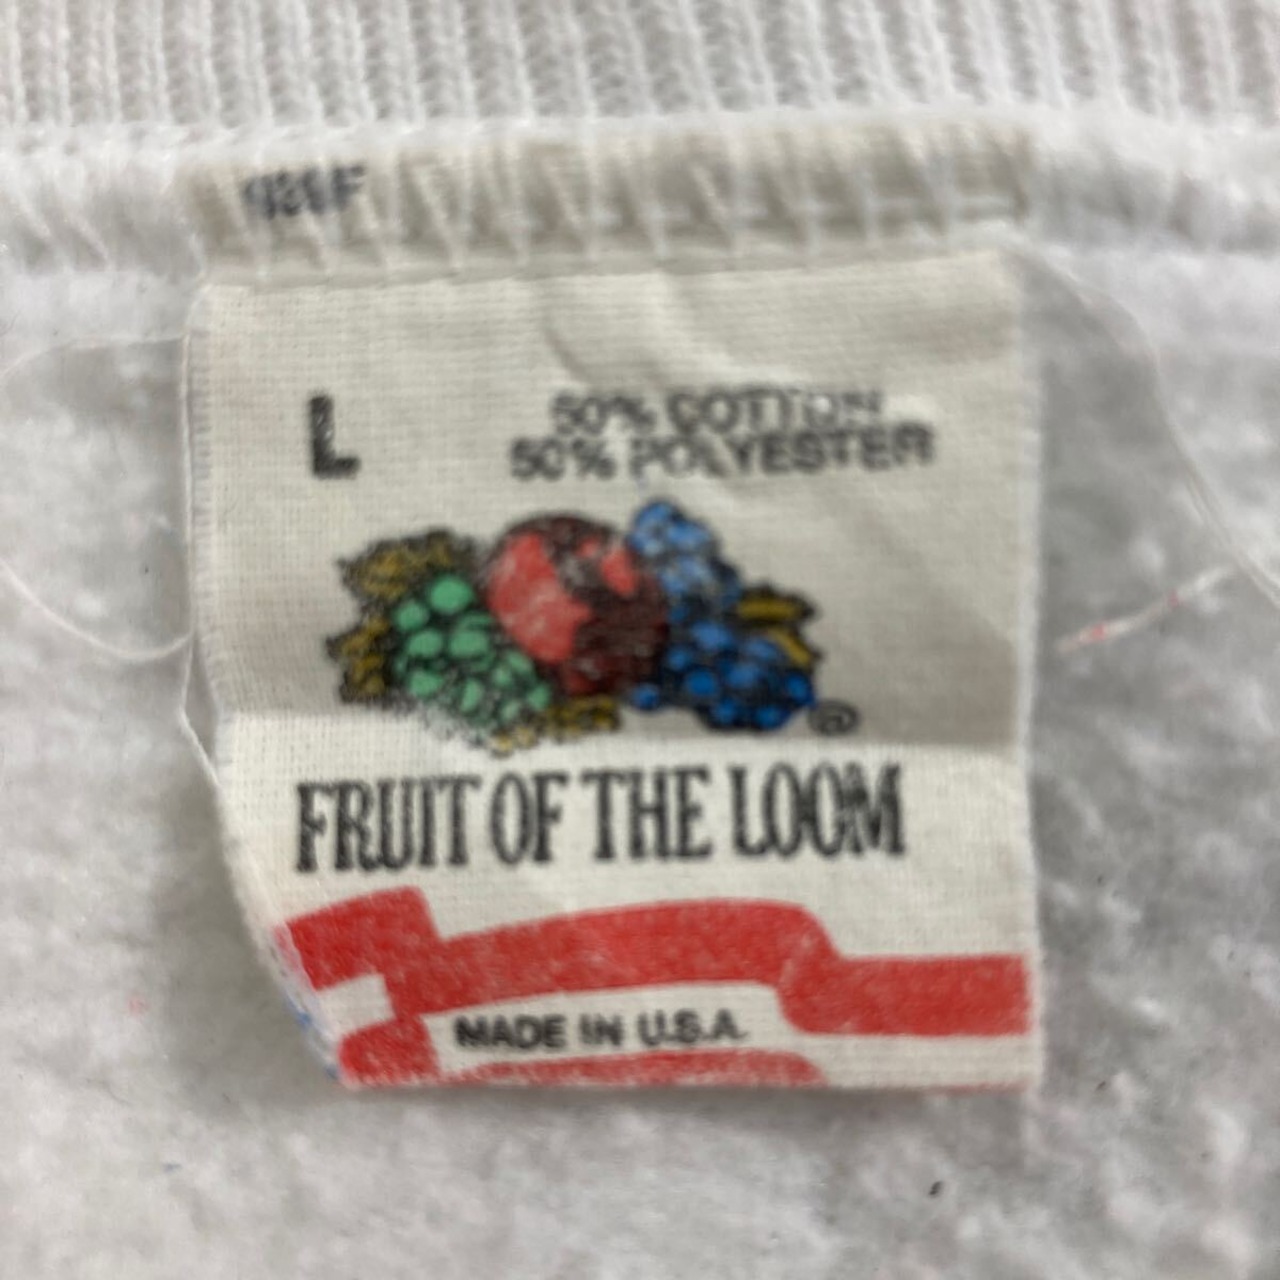 L
50% COTTON
50% POLYESTER
®
FRUIT OF THE LOOM
MADE IN U.S.A.